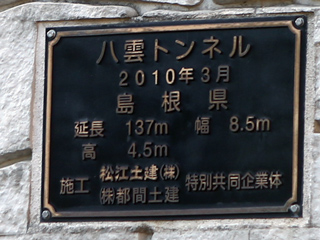 八雲トンネル
2010年3月
島根県
延長 137m 幅 8.5m
高 4.5m
施工 松江土建㈱ ㈱都間土建 特別共同企業体